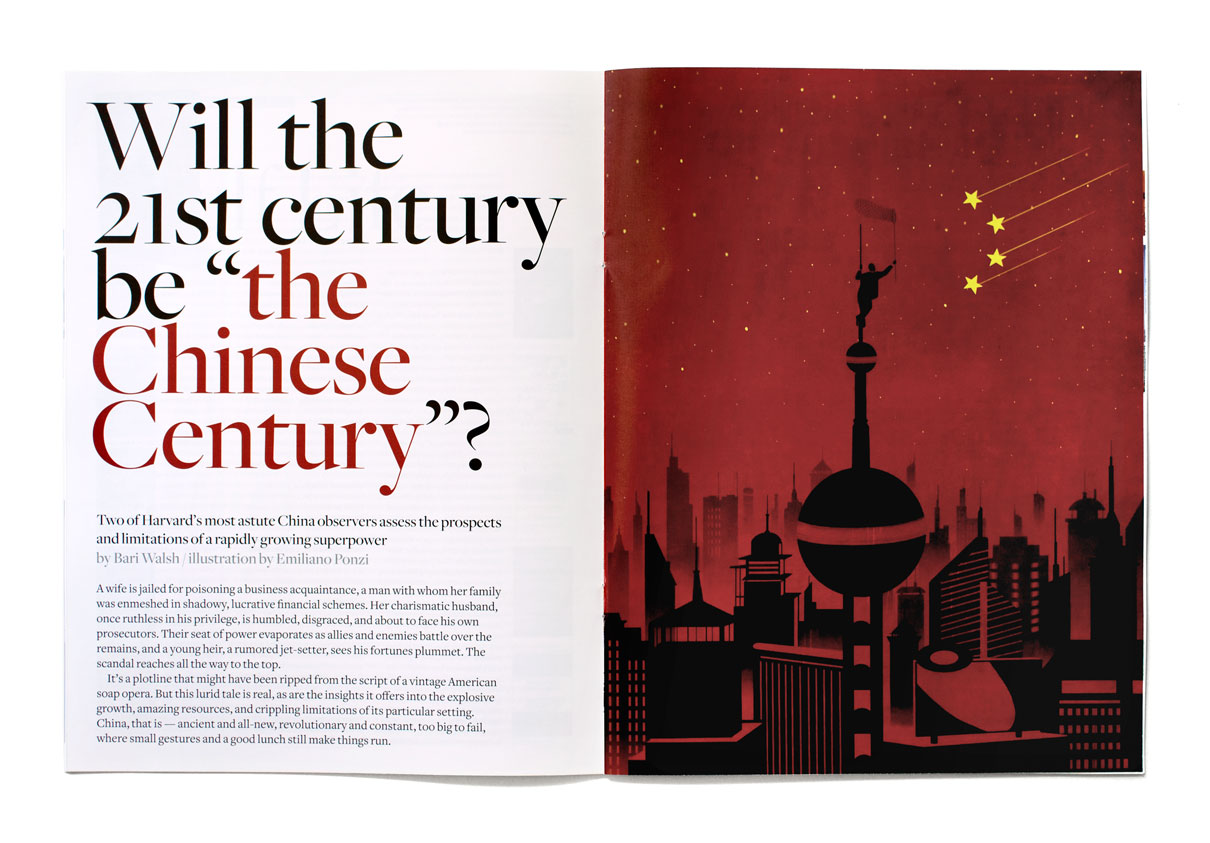 Will the
21st century
be “the
Chinese
Century”?
Two of Harvard’s most astute China observers assess the prospects
and limitations of a rapidly growing superpower
by Bari Walsh / illustration by Emiliano Ponzi
A wife is jailed for poisoning a business acquaintance, a man with whom her family
was enmeshed in shadowy, lucrative financial schemes. Her charismatic husband,
once ruthless in his privilege, is humbled, disgraced, and about to face his own
prosecutors. Their seat of power evaporates as allies and enemies battle over the
remains, and a young heir, a rumored jet-setter, sees his fortunes plummet. The
scandal reaches all the way to the top.
It’s a plotline that might have been ripped from the script of a vintage American
soap opera. But this lurid tale is real, as are the insights it offers into the explosive
growth, amazing resources, and crippling limitations of its particular setting.
China, that is — ancient and all-new, revolutionary and constant, too big to fail,
where small gestures and a good lunch still make things run.